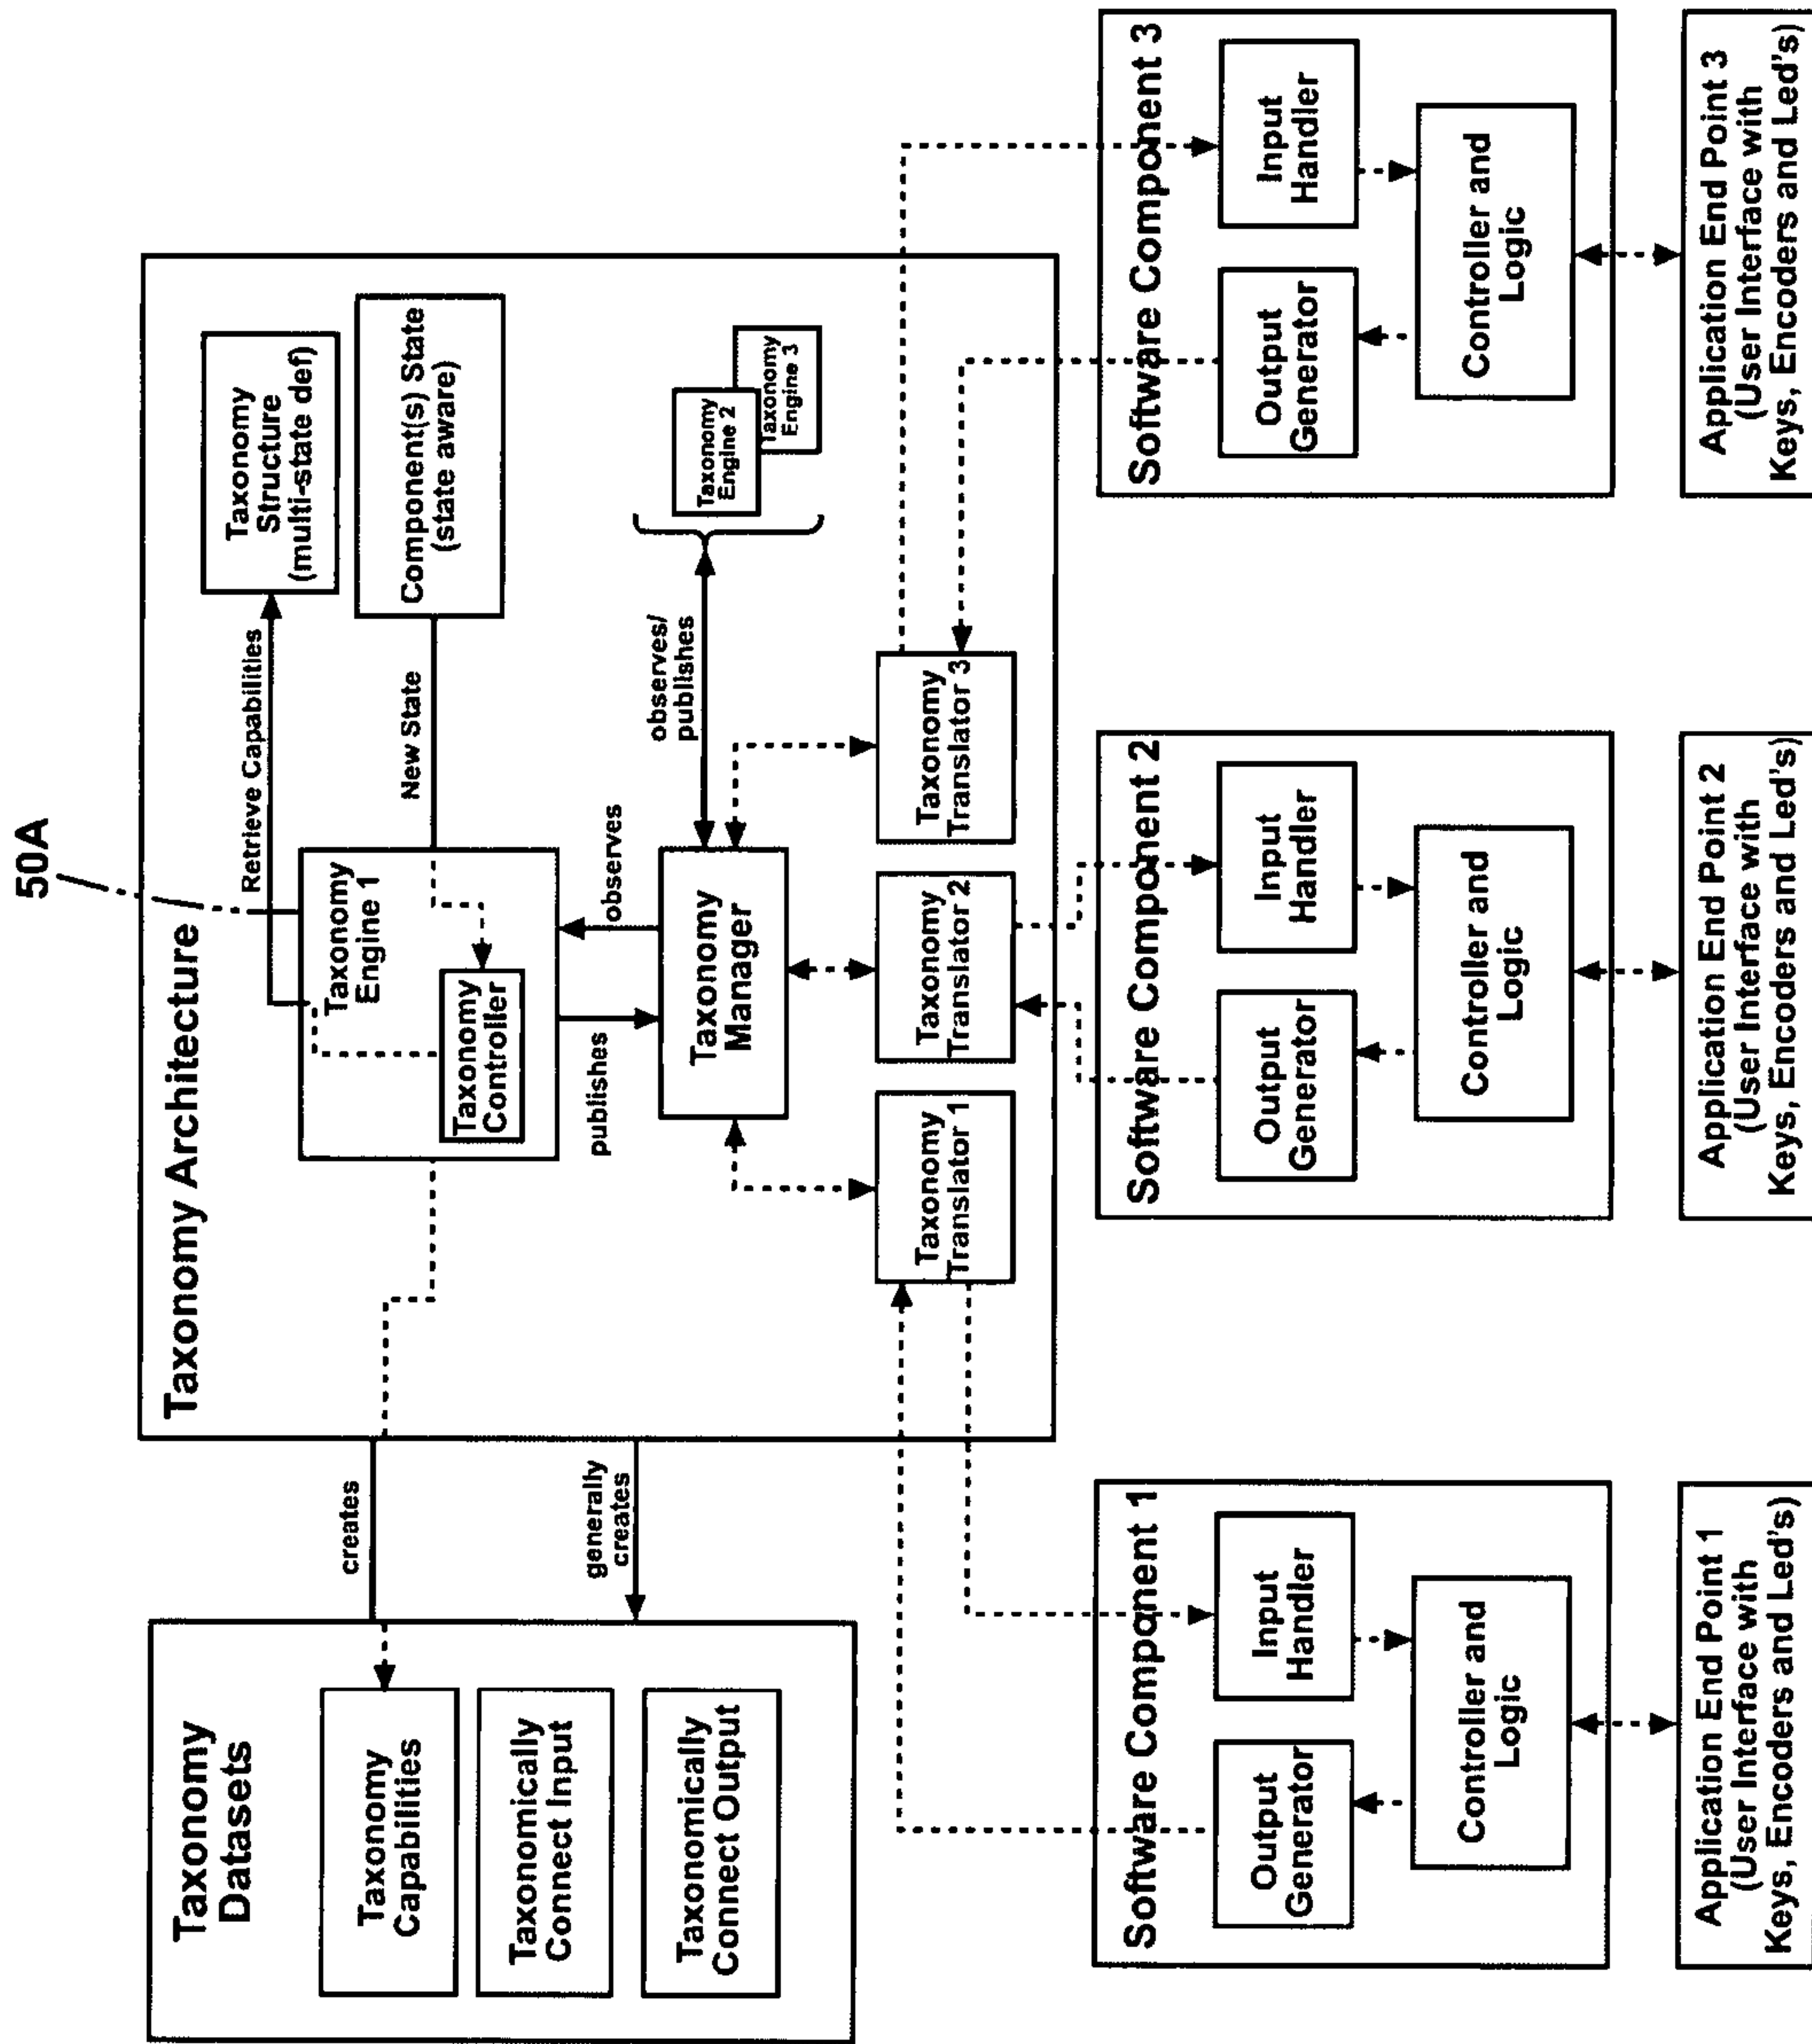 50A
Taxonomy Architecture
Taxonomy
Engine 1
Taxonomy
Controller
Retrieve Capabilities
Taxonomy
Structure
(multi-state def)
New State
Component(s) State
(state aware)
publishes
observes
Taxonomy
Manager
observes/
publishes
Taxonomy
Engine 2
Taxonomy
Engine 3
Taxonomy
Translator 1
Taxonomy
Translator 2
Taxonomy
Translator 3
creates
generally
creates
Taxonomy
Datasets
Taxonomy
Capabilities
Taxonomically
Connect Input
Taxonomically
Connect Output
Software Component 1
Output
Generator
Input
Handler
Controller and
Logic
Application End Point 1
(User Interface with
Keys, Encoders and Led's)
Software Component 2
Output
Generator
Input
Handler
Controller and
Logic
Application End Point 2
(User Interface with
Keys, Encoders and Led's)
Software Component 3
Output
Generator
Input
Handler
Controller and
Logic
Application End Point 3
(User Interface with
Keys, Encoders and Led's)